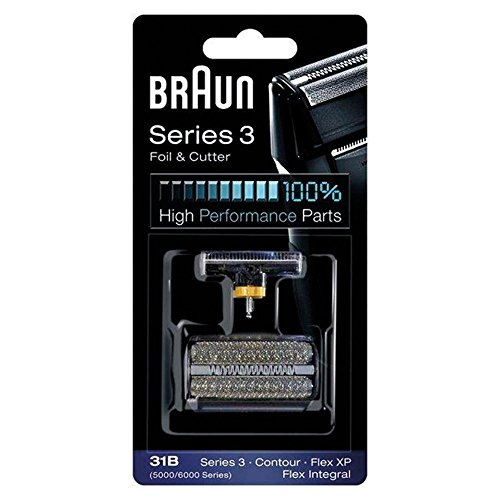 BRAUN
Series 3
Foil & Cutter
100%
High Performance Parts
31B
(5000/6000 Series)
Series 3 · Contour · Flex XP
Flex Integral